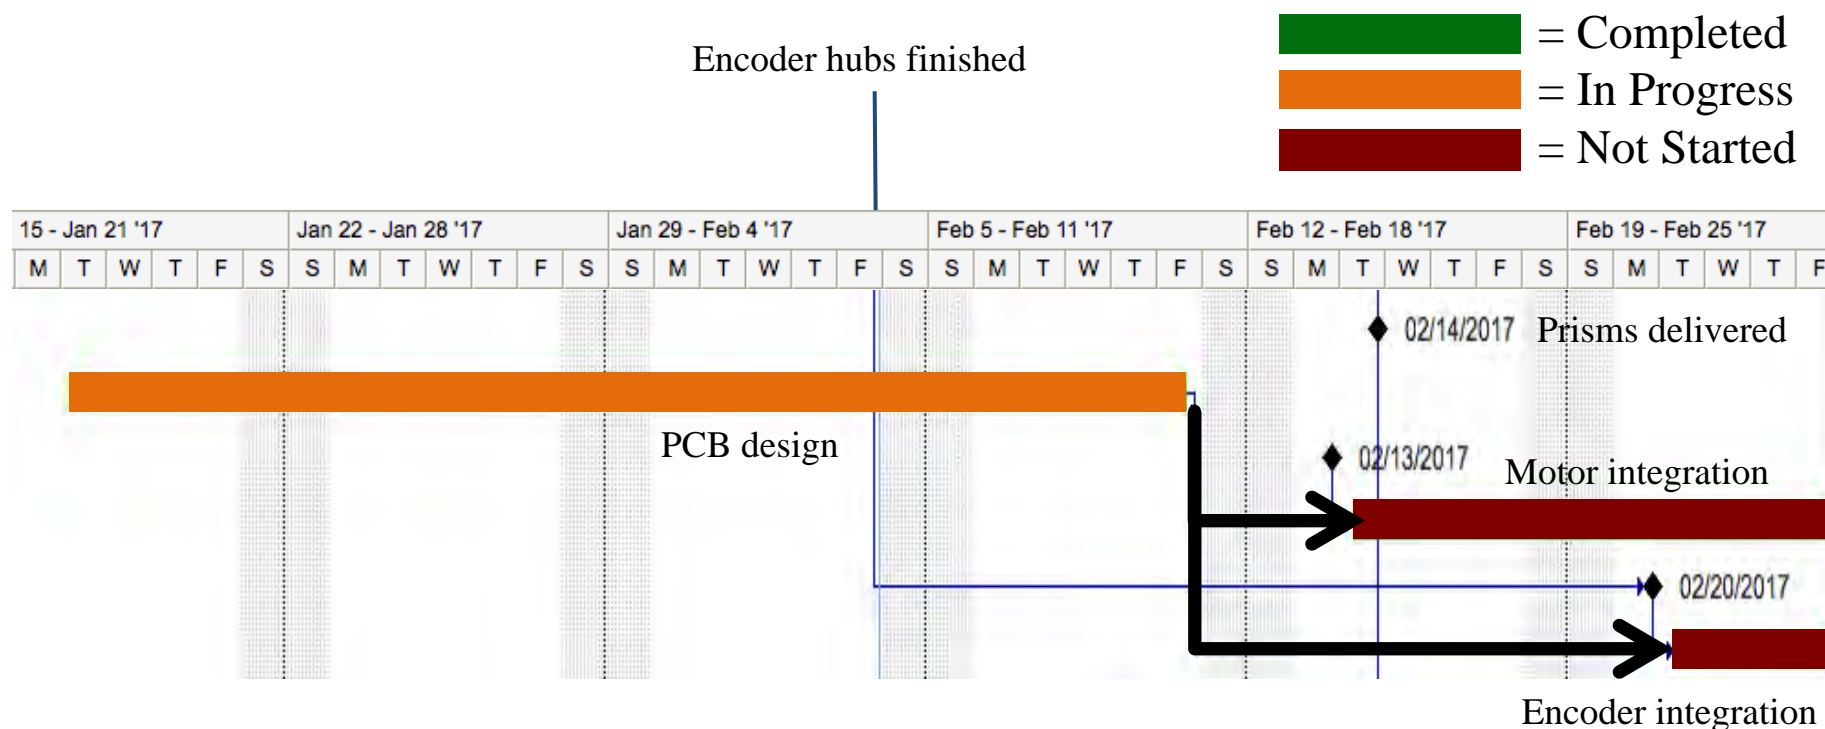 = Completed
Encoder hubs finished
= In Progress
= Not Started
15 - Jan 21 '17 Jan 22 - Jan 28 '17 Jan 29 - Feb 4 '17 Feb 5 - Feb 11 '17 Feb 12 - Feb 18 '17 Feb 19 - Feb 25 '17
M T W T F S S M T W T F S S M T W T F S S M T W T F S S M T W T F S S M T W T F
02/14/2017 Prisms delivered
PCB design
02/13/2017
Motor integration
02/20/2017
Encoder integration